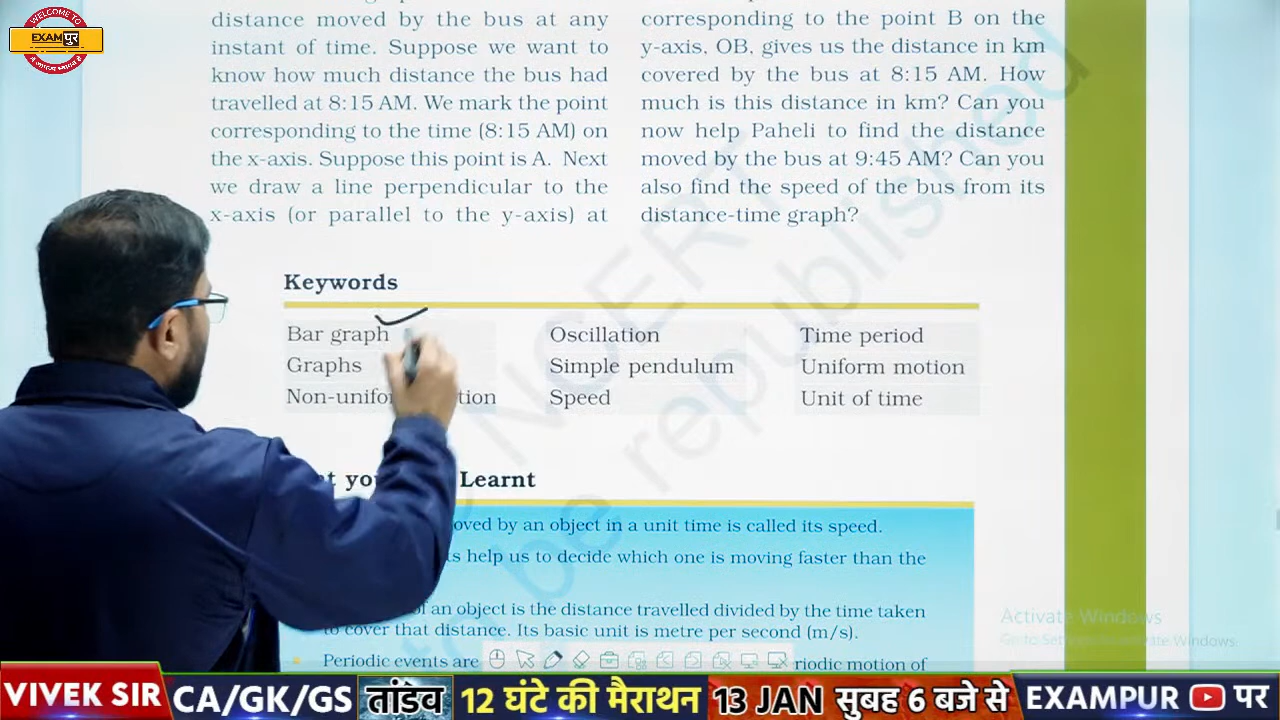 WELCOME TO
EXAMपुर
distance moved by the bus at any
instant of time. Suppose we want to
know how much distance the bus had
travelled at 8:15 AM. We mark the point
corresponding to the time (8:15 AM) on
the x-axis. Suppose this point is A. Next
we draw a line perpendicular to the
x-axis (or parallel to the y-axis) at
corresponding to the point B on the
y-axis, OB, gives us the distance in km
covered by the bus at 8:15 AM. How
much is this distance in km? Can you
now help Paheli to find the distance
moved by the bus at 9:45 AM? Can you
also find the speed of the bus from its
distance-time graph?
Keywords
Bar graph
Graphs
Oscillation
Simple pendulum
Speed
Time period
Uniform motion
Unit of time
Learnt
by an object in a unit time is called its speed.
help us to decide which one is moving faster than the
an object is the distance travelled divided by the time taken
to cover that distance. Its basic unit is metre per second (m/s).
Periodic events are
motion of
NCERT
be republished
Activate Windows
VIVEK SIR CA/GK/GS तांडव 12 घंटे की मैराथन 13 JAN सुबह 6 बजे से EXAMPUR पर